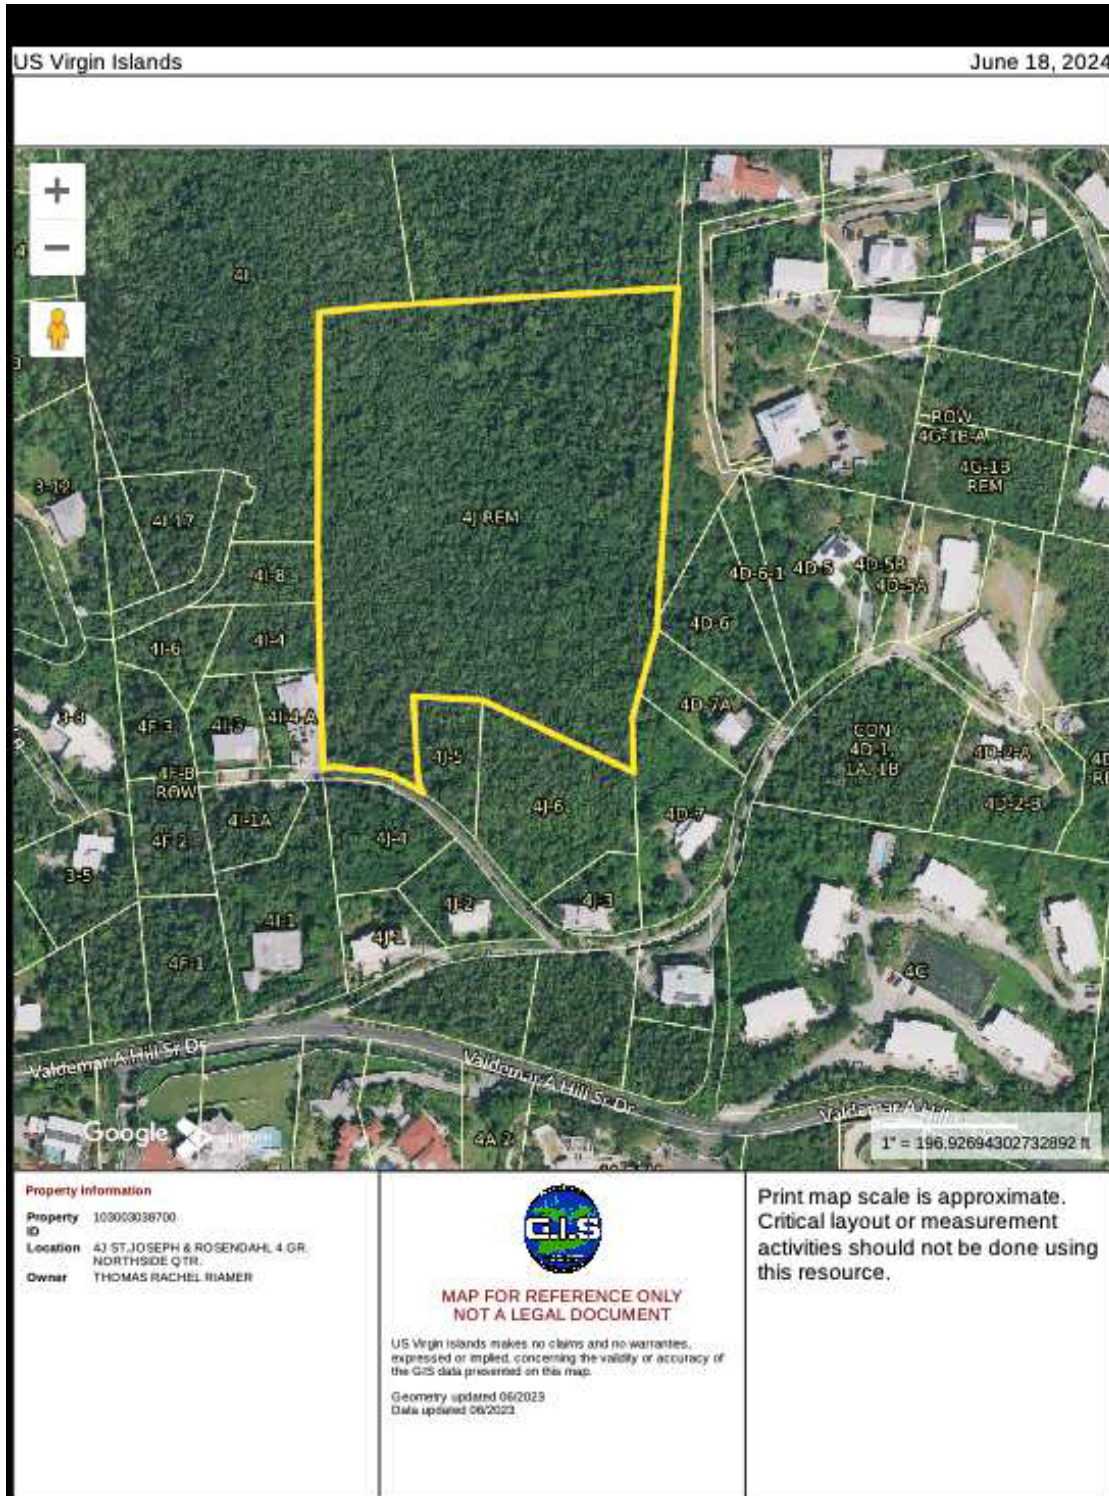 US Virgin Islands
June 18, 2024
+
−
4I
4J-REM
ROW
4G-1B-A
4G-1B
REM
3-12
4I-17
4I-8
4I-4
4I-6
4D-6-1
4D-5
4D-5B
4D-5A
4D-6
4D-7A
3-8
4F-3
4I-3
4I-4-A
4F-B
ROW
4J-5
4J-6
CON
4D-1,
1A, 1B
4D-2-A
4D-2-B
4D-7
4I-1A
4J-4
4F-2
3-5
4J-2
4J-3
4I-1
4J-1
4F-1
4C
Valdemar A Hill Sr Dr
Valdemar A Hill Sr Dr
Valdemar A Hill
4A-2
Google
1" = 196.92694302732892 ft
Property Information
Property ID 103003038700
Location 4J ST.JOSEPH & ROSENDAHL 4 GR.
NORTHSIDE QTR.
Owner THOMAS RACHEL RIAMER
G.I.S
MAP FOR REFERENCE ONLY
NOT A LEGAL DOCUMENT
US Virgin Islands makes no claims and no warranties,
expressed or implied, concerning the validity or accuracy of
the GIS data presented on this map.
Geometry updated 06/2023
Data updated 06/2023
Print map scale is approximate.
Critical layout or measurement
activities should not be done using
this resource.